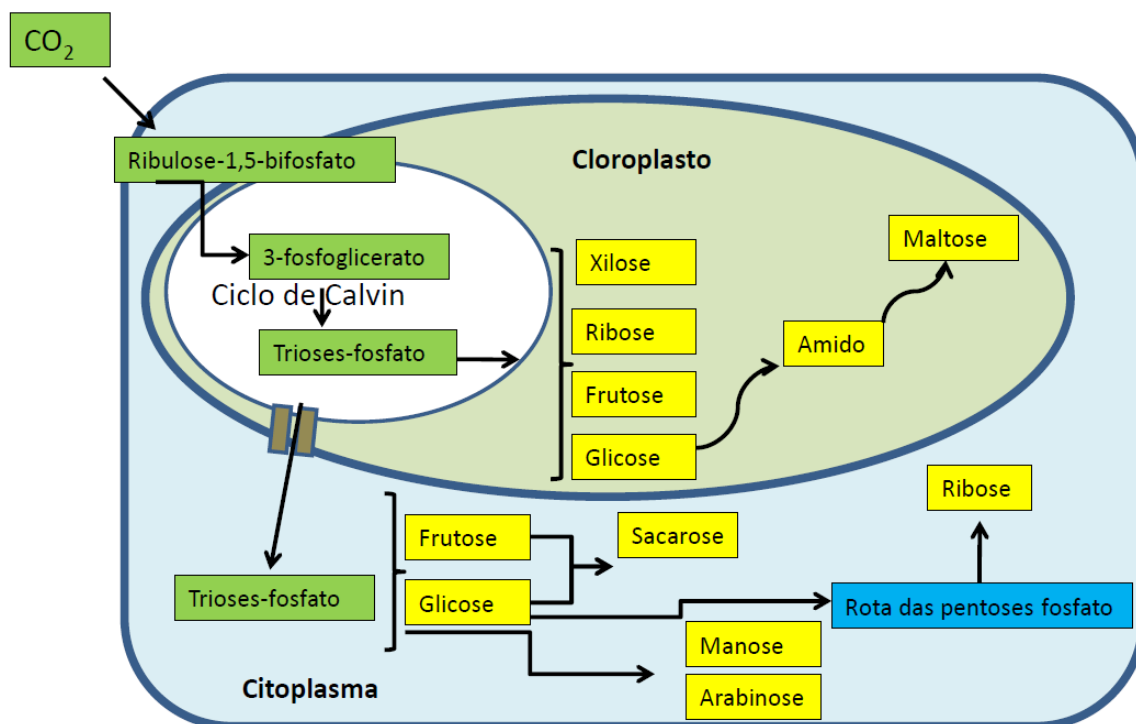 CO2
Ribulose-1,5-bifosfato
Cloroplasto
3-fosfoglicerato
Ciclo de Calvin
Trioses-fosfato
Xilose
Ribose
Frutose
Glicose
Amido
Maltose
Trioses-fosfato
Frutose
Glicose
Sacarose
Ribose
Rota das pentoses fosfato
Manose
Arabinose
Citoplasma